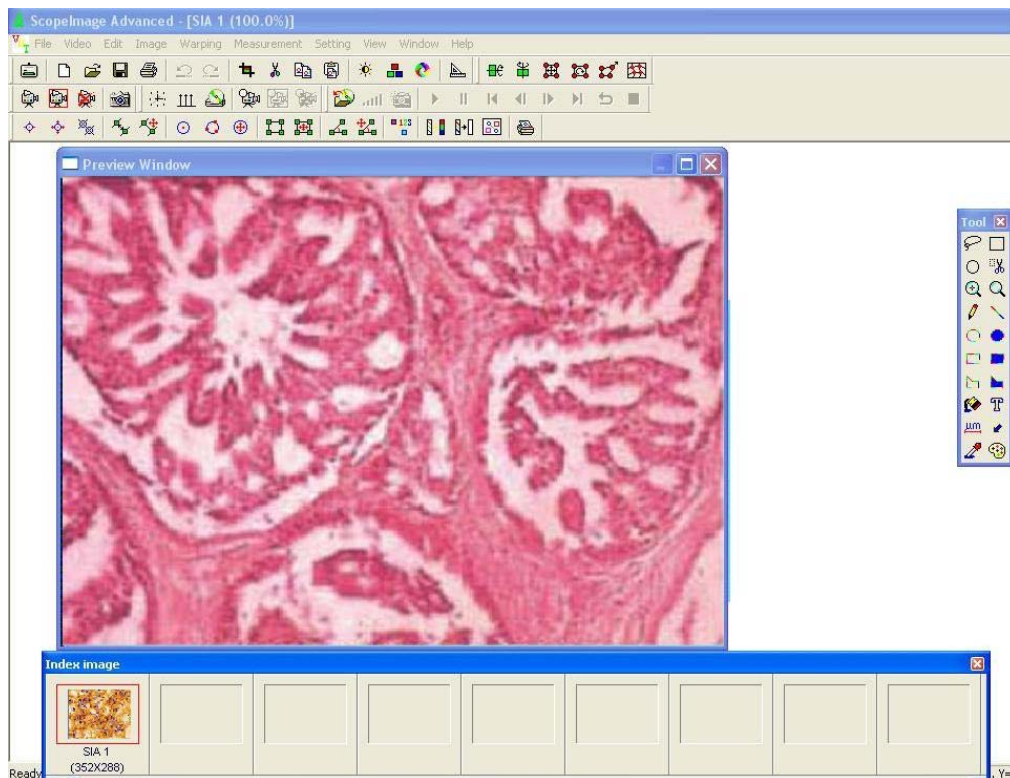 ScopeImage Advanced - [SIA 1 (100.0%)]
File Video Edit Image Warping Measurement Setting View Window Help
Preview Window
Tool
T
µm
Index image
SIA 1
(352X288)
Ready
, Y=